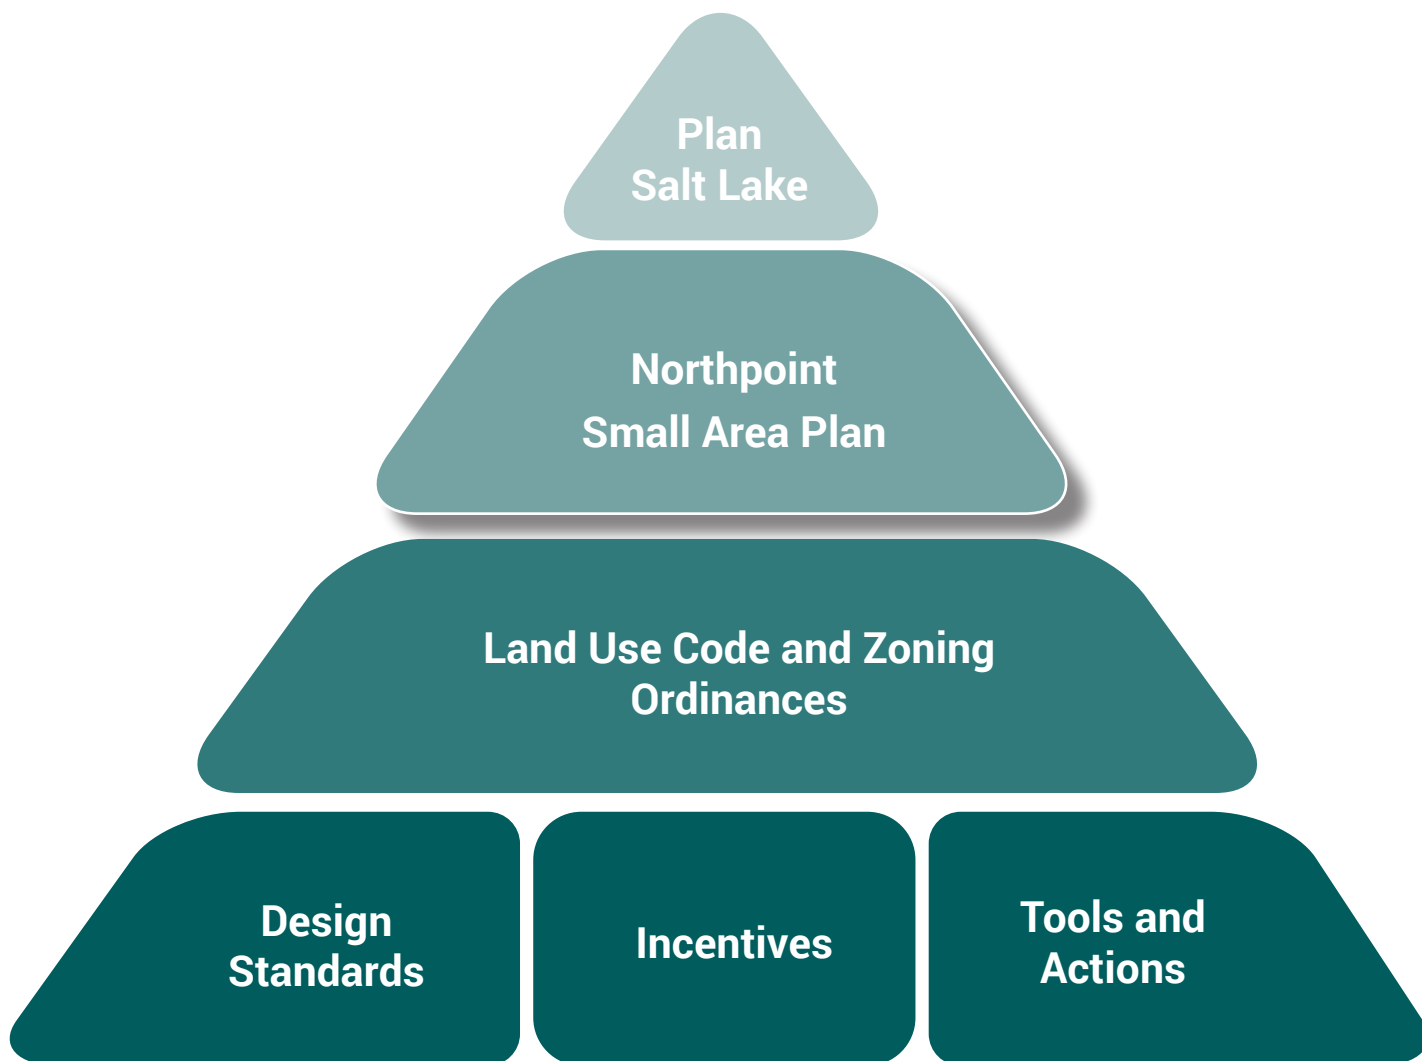 Plan
Salt Lake
Northpoint
Small Area Plan
Land Use Code and Zoning
Ordinances
Design
Standards
Incentives
Tools and
Actions